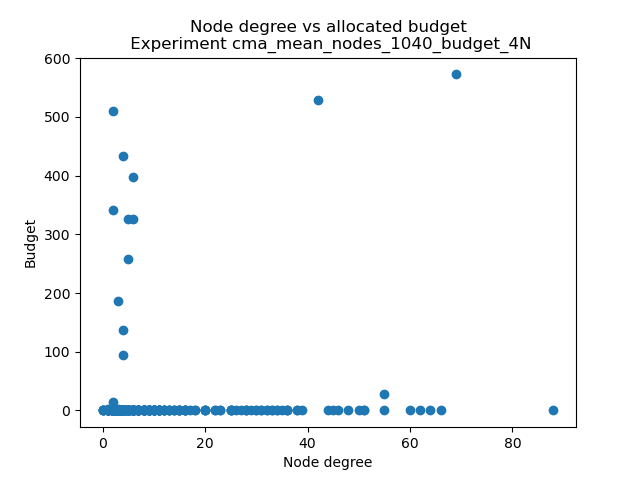 Node degree vs allocated budget
Experiment cma_mean_nodes_1040_budget_4N
600
500
400
300
200
100
0
Budget
0 20 40 60 80
Node degree